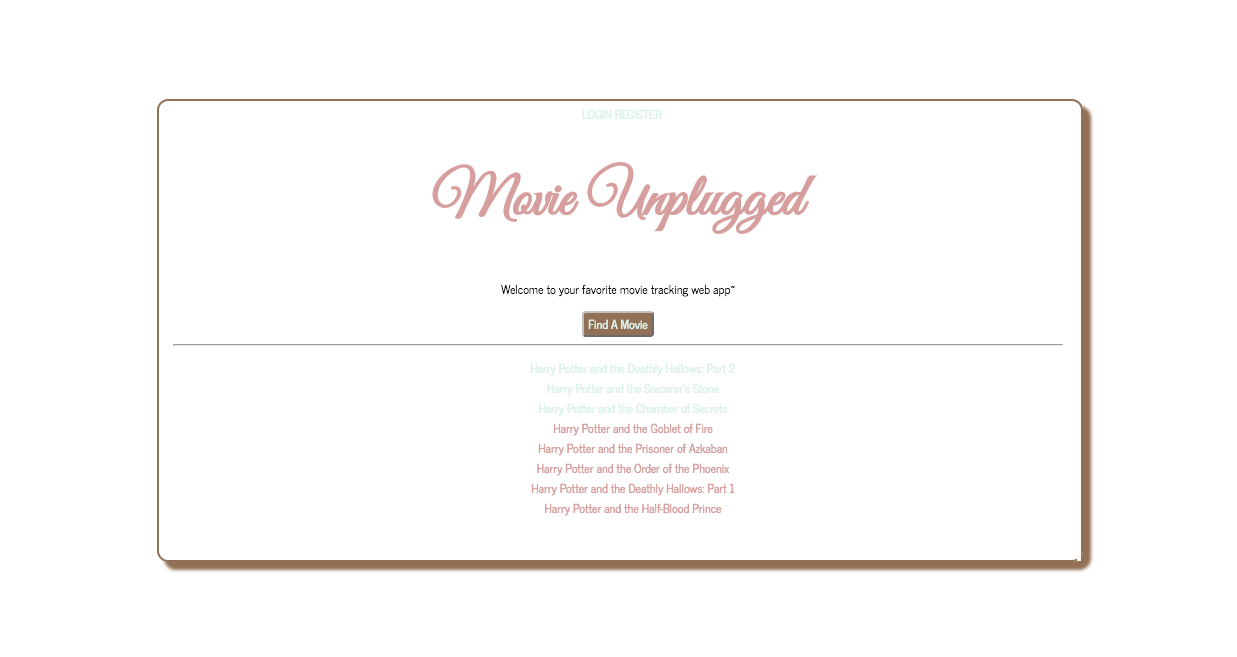 LOGIN REGISTER
Movie Unplugged
Welcome to your favorite movie tracking web app~
Find A Movie
Harry Potter and the Deathly Hallows: Part 2
Harry Potter and the Sorcerer's Stone
Harry Potter and the Chamber of Secrets
Harry Potter and the Goblet of Fire
Harry Potter and the Prisoner of Azkaban
Harry Potter and the Order of the Phoenix
Harry Potter and the Deathly Hallows: Part 1
Harry Potter and the Half-Blood Prince